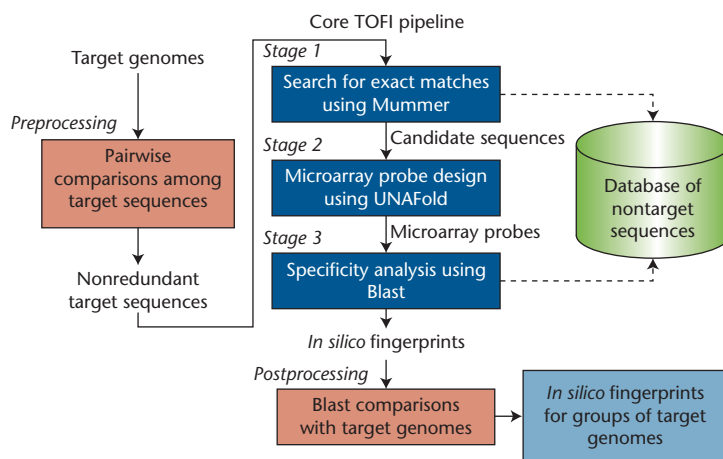 Core TOFI pipeline
Target genomes
Preprocessing
Pairwise
comparisons among
target sequences
Nonredundant
target sequences
Stage 1
Search for exact matches
using Mummer
Candidate sequences
Stage 2
Microarray probe design
using UNAFold
Microarray probes
Stage 3
Specificity analysis using
Blast
Database of
nontarget
sequences
In silico fingerprints
Postprocessing
Blast comparisons
with target genomes
In silico fingerprints
for groups of target
genomes